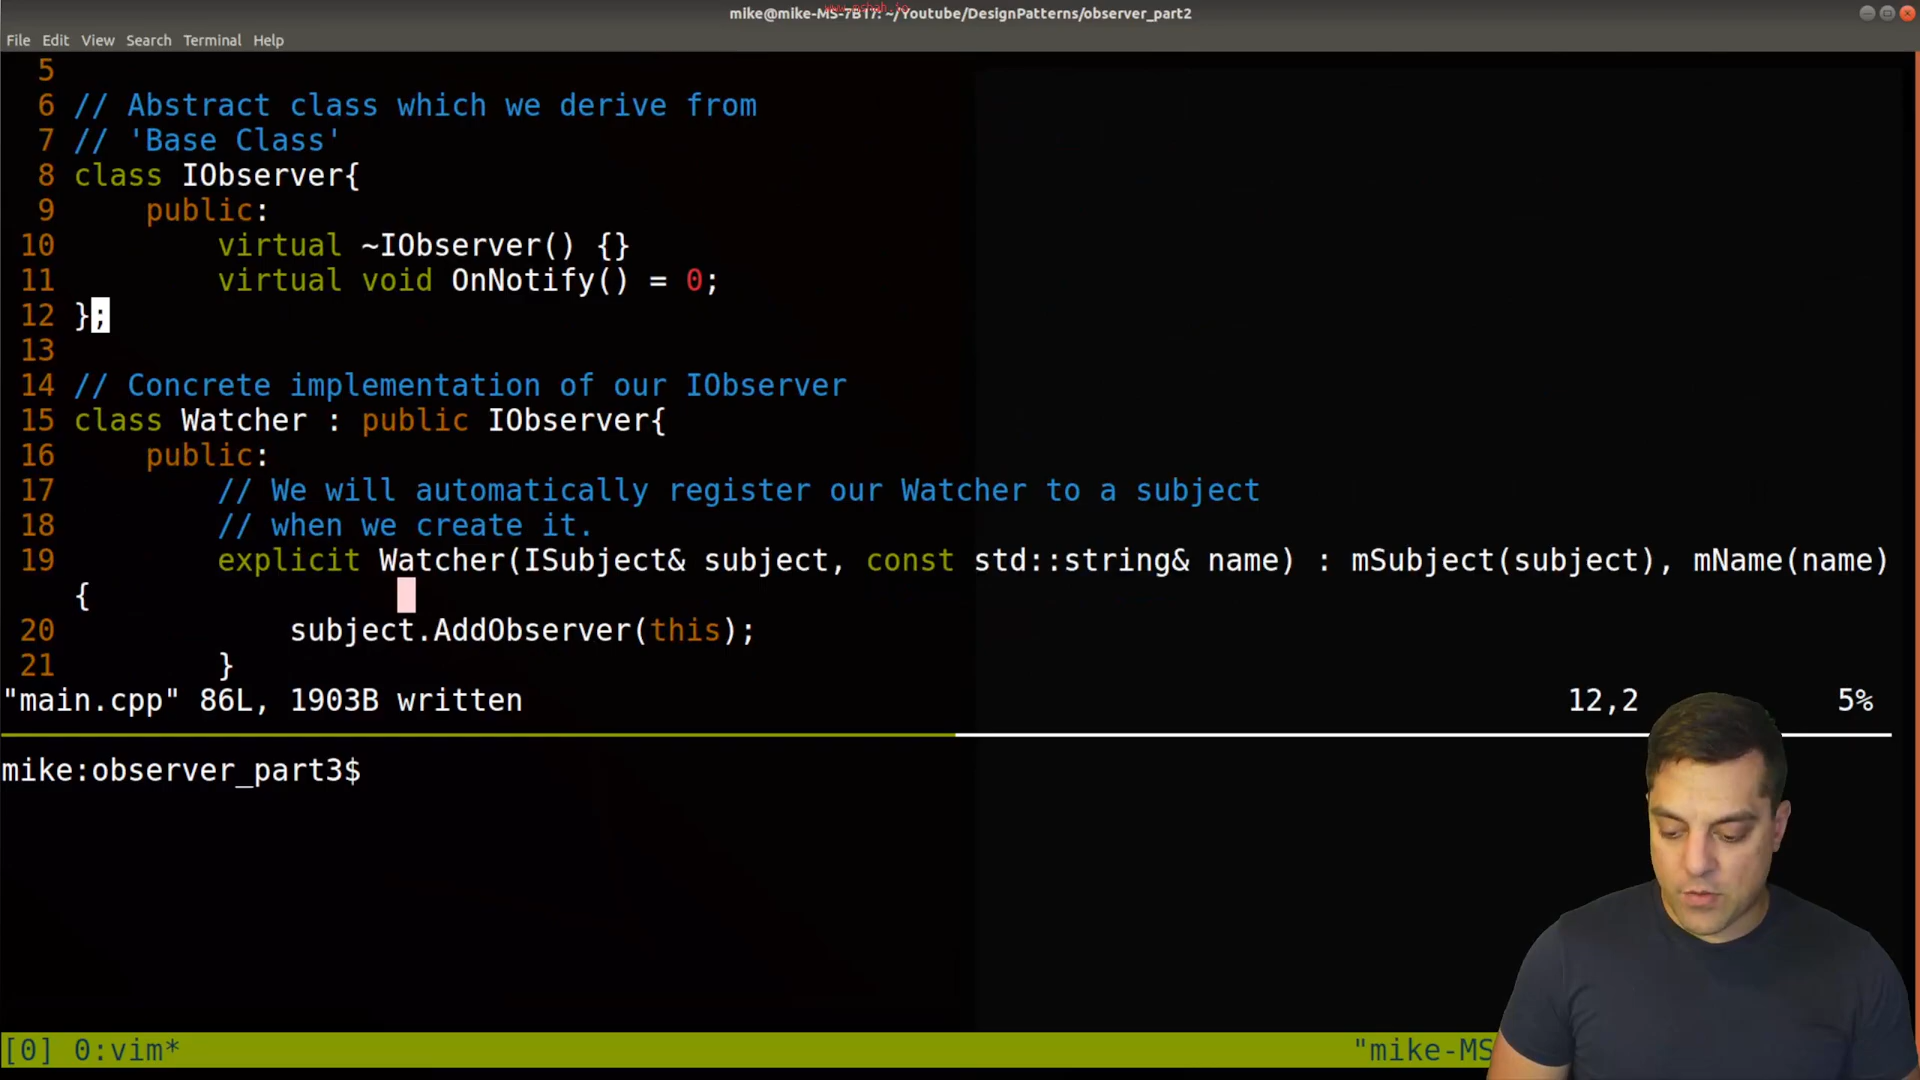 www.mshah.io
mike@mike-MS-7B17: ~/Youtube/DesignPatterns/observer_part2
File Edit View Search Terminal Help
5
6 // Abstract class which we derive from
7 // 'Base Class'
8 class IObserver{
9 public:
10 virtual ~IObserver() {}
11 virtual void OnNotify() = 0;
12 };
13
14 // Concrete implementation of our IObserver
15 class Watcher : public IObserver{
16 public:
17 // We will automatically register our Watcher to a subject
18 // when we create it.
19 explicit Watcher(ISubject& subject, const std::string& name) : mSubject(subject), mName(name)
{
20 subject.AddObserver(this);
21 }
"main.cpp" 86L, 1903B written 12,2 5%
mike:observer_part3$
[0] 0:vim* "mike-MS